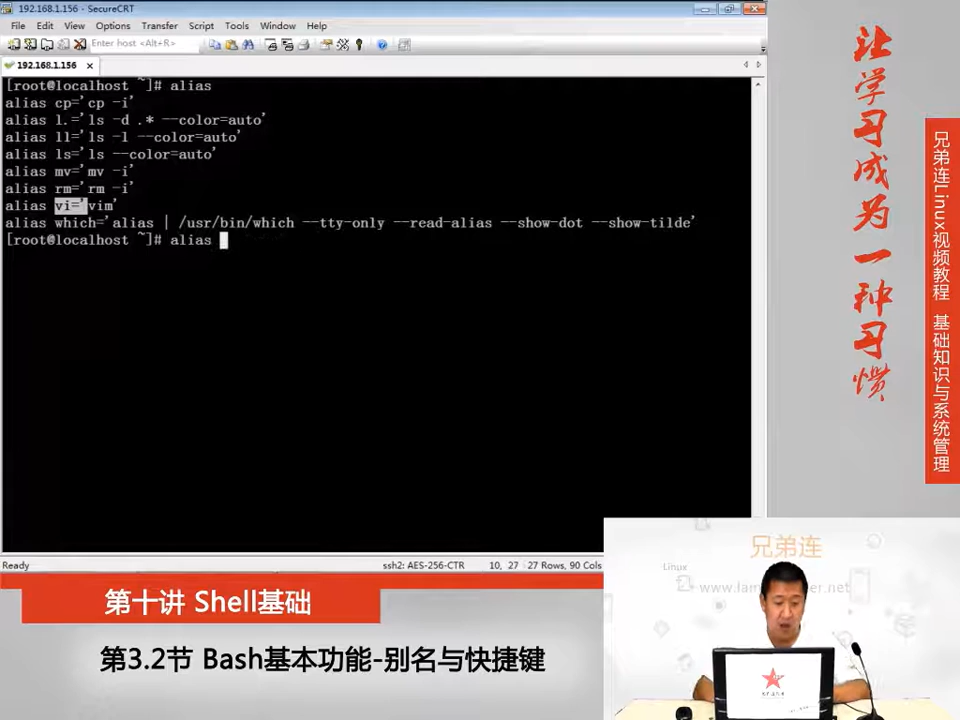 192.168.1.156 - SecureCRT
File Edit View Options Transfer Script Tools Window Help
Enter host <Alt+R>
192.168.1.156
[root@localhost ~]# alias
alias cp='cp -i'
alias l.='ls -d .* --color=auto'
alias ll='ls -l --color=auto'
alias ls='ls --color=auto'
alias mv='mv -i'
alias rm='rm -i'
alias vi='vim'
alias which='alias | /usr/bin/which --tty-only --read-alias --show-dot --show-tilde'
[root@localhost ~]# alias
Ready ssh2: AES-256-CTR 10, 27 27 Rows, 90 Cols
让学习成为一种习惯
兄弟连Linux视频教程 基础知识与系统管理
兄弟连
Linux
第十讲 Shell基础
第3.2节 Bash基本功能-别名与快捷键